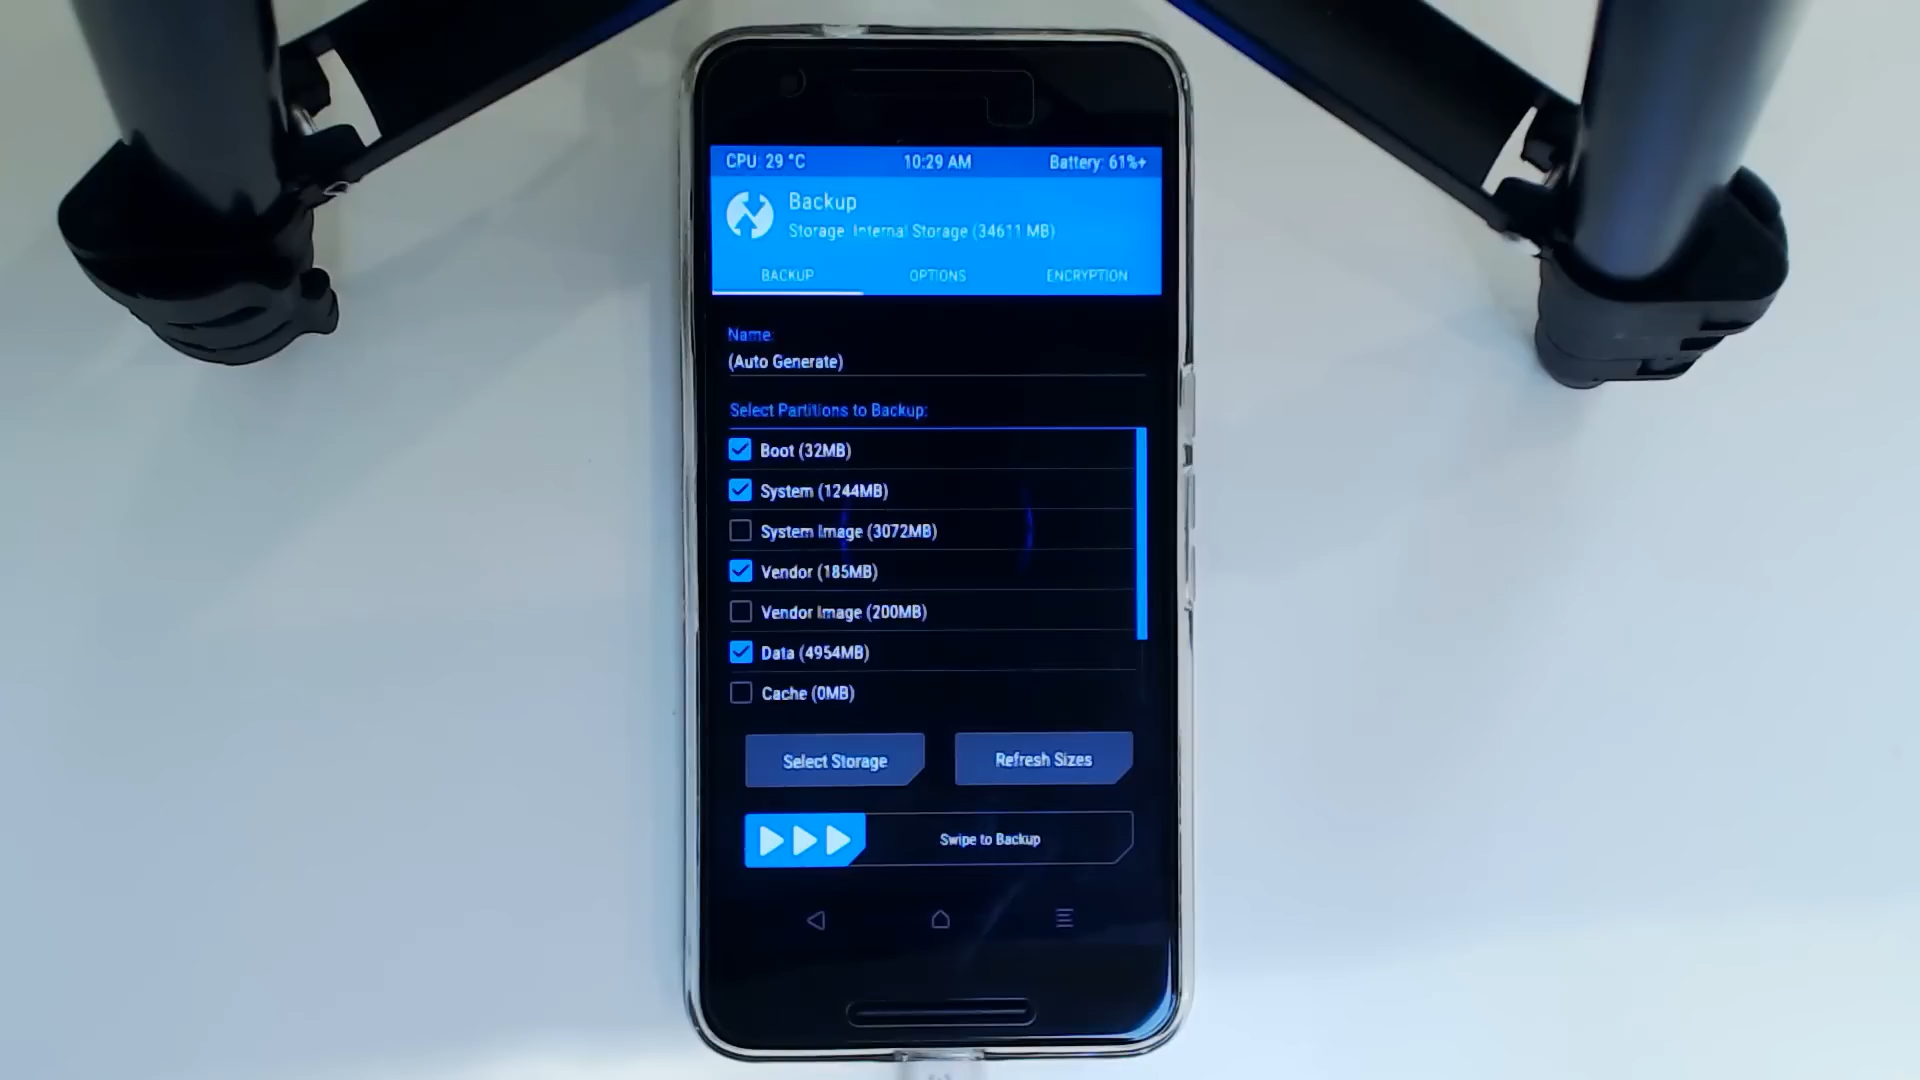 CPU: 29 °C 10:29 AM Battery: 61%+
Backup
Storage: Internal Storage (34611 MB)
BACKUP OPTIONS ENCRYPTION
Name:
(Auto Generate)
Select Partitions to Backup:
Boot (32MB)
System (1244MB)
System Image (3072MB)
Vendor (185MB)
Vendor Image (200MB)
Data (4954MB)
Cache (0MB)
Select Storage Refresh Sizes
Swipe to Backup